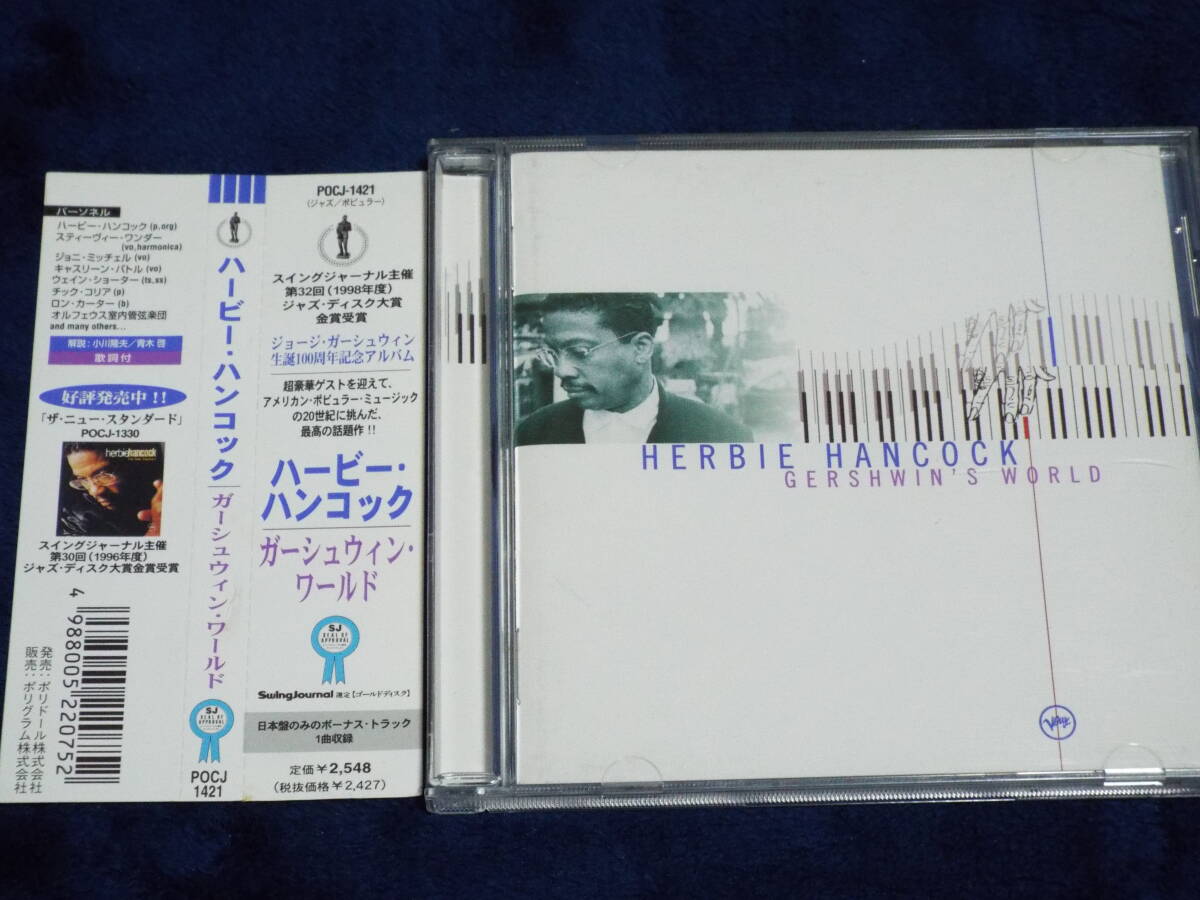 パーソネル
ハービー・ハンコック (p,org)
スティーヴィー・ワンダー
(vo,harmonica)
ジョニ・ミッチェル (vo)
キャスリーン・バトル (vo)
ウェイン・ショーター (ts,ss)
チック・コリア (p)
ロン・カーター (b)
オルフェウス室内管弦楽団
and many others...
解説:小川隆夫/青木 啓
歌詞付
好評発売中!!
「ザ・ニュー・スタンダード」
POCJ-1330
herbiehancock
スイングジャーナル主催
第30回(1996年度)
ジャズ・ディスク大賞金賞受賞
4 988005 220752
発売:ポリドール株式会社
販売:ポリグラム株式会社
ハービー・ハンコック
ガーシュウィン・ワールド
SJ
SEAL OF
APPROVAL
POCJ
1421
POCJ-1421
(ジャズ/ポピュラー)
スイングジャーナル主催
第32回(1998年度)
ジャズ・ディスク大賞
金賞受賞
ジョージ・ガーシュウィン
生誕100周年記念アルバム
超豪華ゲストを迎えて、
アメリカン・ポピュラー・ミュージック
の20世紀に挑んだ、
最高の話題作!!
ハービー・
ハンコック
ガーシュウィン・
ワールド
SJ
SEAL OF
APPROVAL
SwingJournal 選定【ゴールドディスク】
日本盤のみのボーナス・トラック
1曲収録
定価¥2,548
(税抜価格¥2,427)
HERBIE HANCOCK
GERSHWIN'S WORLD
Verve